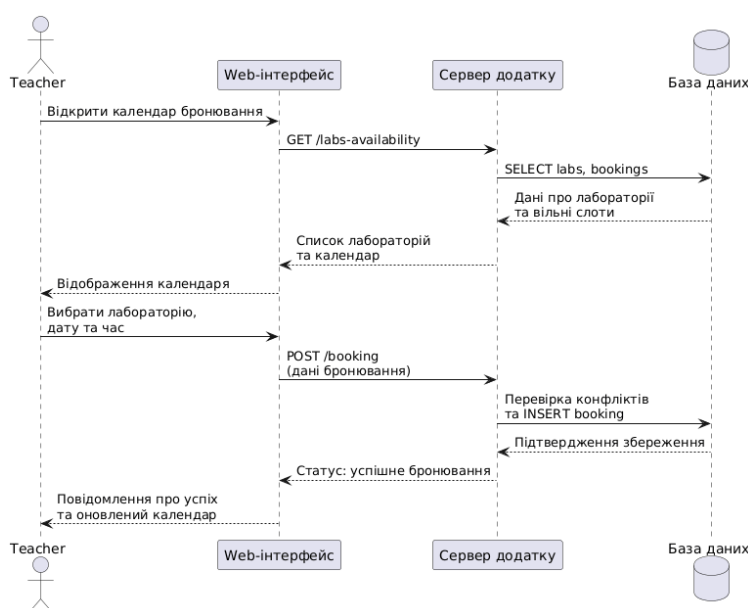 Teacher
Web-інтерфейс
Сервер додатку
База даних
Відкрити календар бронювання
GET /labs-availability
SELECT labs, bookings
Дані про лабораторії
та вільні слоти
Список лабораторій
та календар
Відображення календаря
Вибрати лабораторію,
дату та час
POST /booking
(дані бронювання)
Перевірка конфліктів
та INSERT booking
Підтвердження збереження
Статус: успішне бронювання
Повідомлення про успіх
та оновлений календар
Teacher
Web-інтерфейс
Сервер додатку
База даних